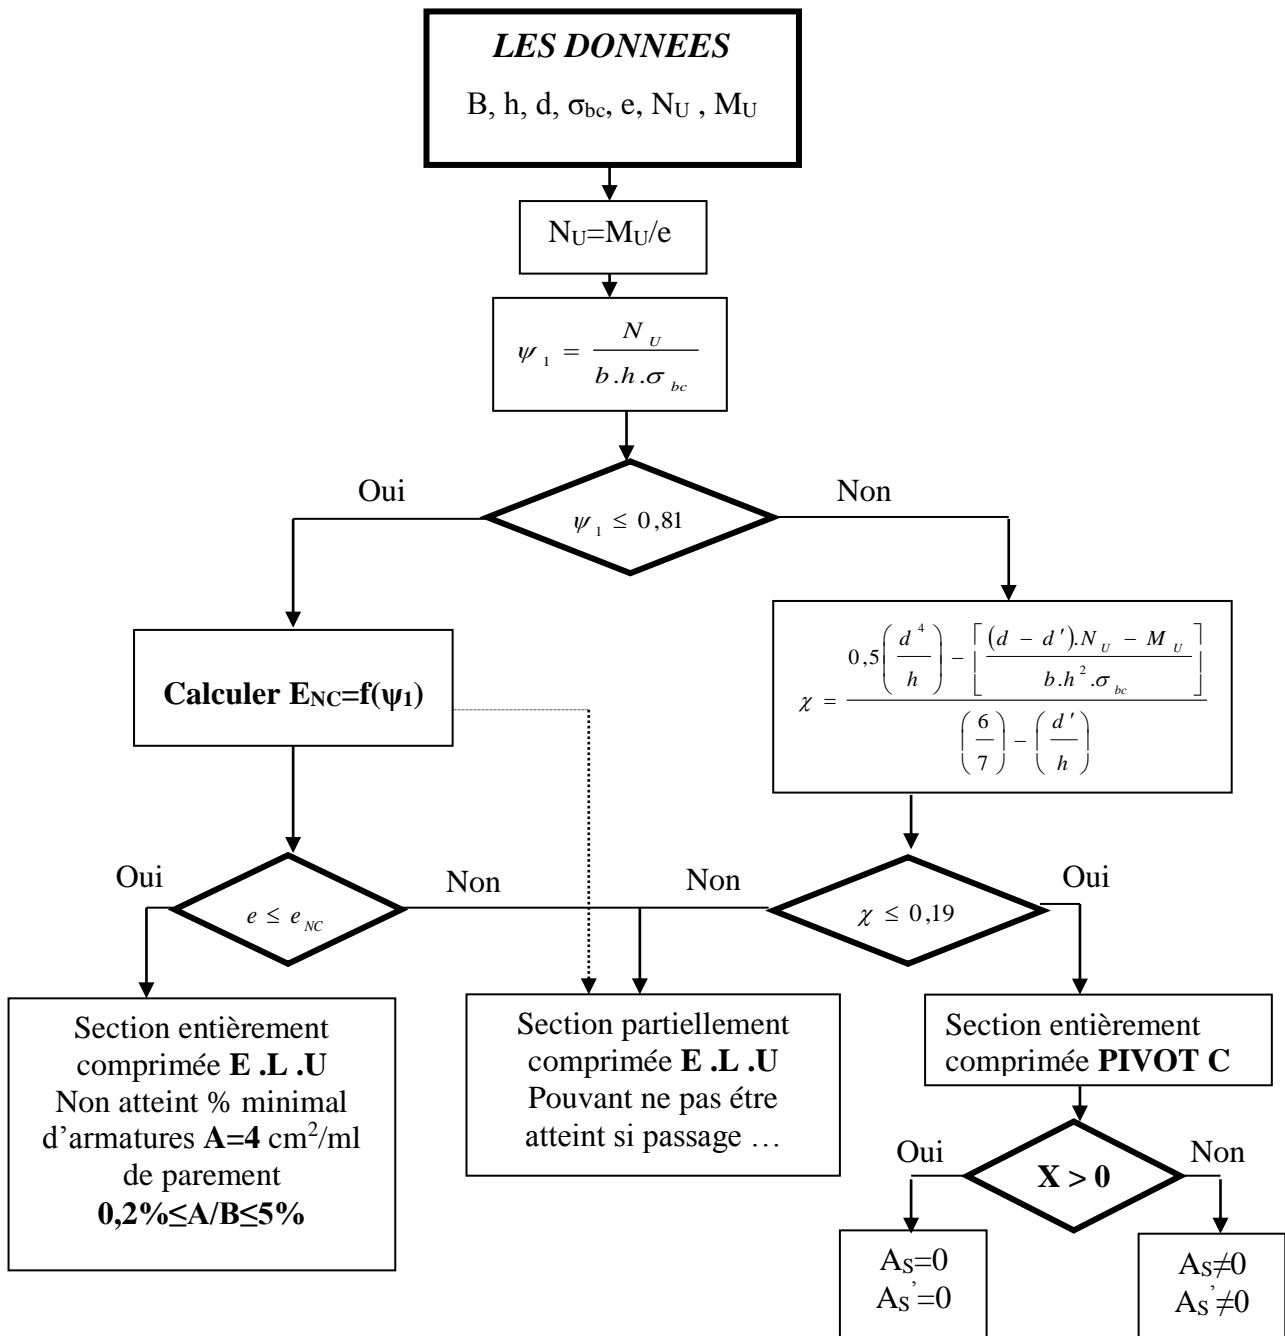 LES DONNEES
B, h, d, σbc, e, NU , MU
NU=MU/e
ψ1 = NU / b.h.σbc
Oui
Non
ψ1 ≤ 0,81
Calculer ENC=f(ψ1)
χ = (0,5(d⁴/h) − [((d − d').NU − MU) / b.h².σbc]) / ((6/7) − (d'/h))
Oui
Non
Non
Oui
e ≤ eNC
χ ≤ 0,19
Section entièrement
comprimée E .L .U
Non atteint % minimal
d'armatures A=4 cm²/ml
de parement
0,2%≤A/B≤5%
Section partiellement
comprimée E .L .U
Pouvant ne pas étre
atteint si passage …
Section entièrement
comprimée PIVOT C
Oui
Non
X > 0
AS=0
AS'=0
AS≠0
AS'≠0